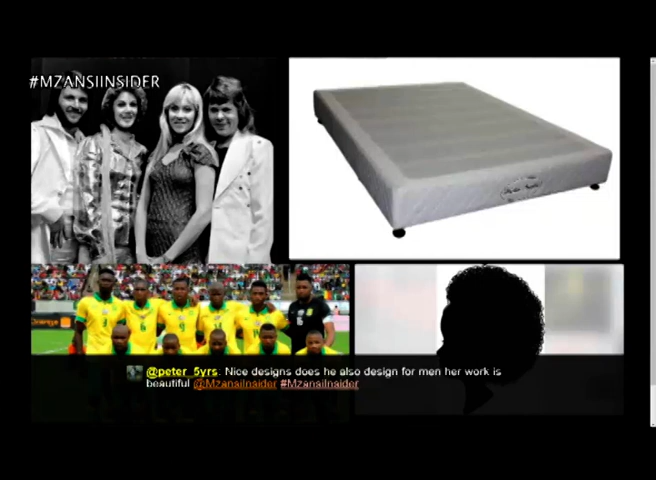 #MZANSIINSIDER
@peter_5yrs: Nice designs does he also design for men her work is
beautiful @MzansiInsider #MzansiInsider